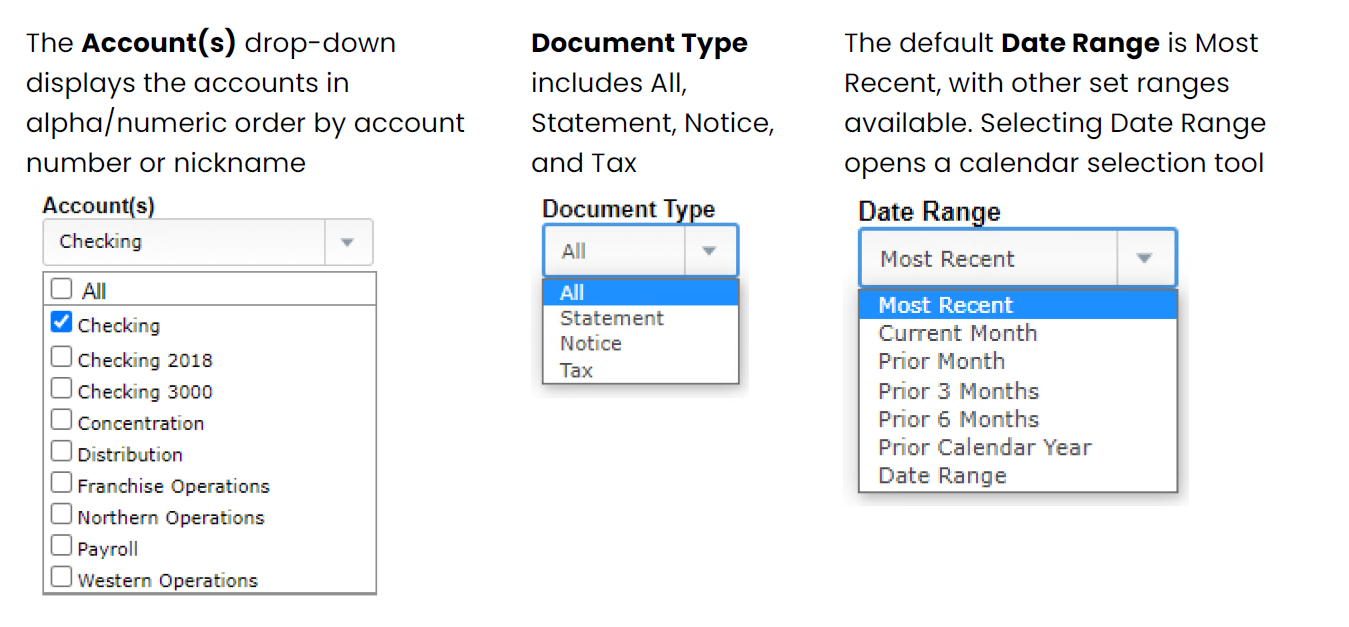 The Account(s) drop-down
displays the accounts in
alpha/numeric order by account
number or nickname
Account(s)
Checking
All
Checking
Checking 2018
Checking 3000
Concentration
Distribution
Franchise Operations
Northern Operations
Payroll
Western Operations
Document Type
includes All,
Statement, Notice,
and Tax
Document Type
All
All
Statement
Notice
Tax
The default Date Range is Most
Recent, with other set ranges
available. Selecting Date Range
opens a calendar selection tool
Date Range
Most Recent
Most Recent
Current Month
Prior Month
Prior 3 Months
Prior 6 Months
Prior Calendar Year
Date Range